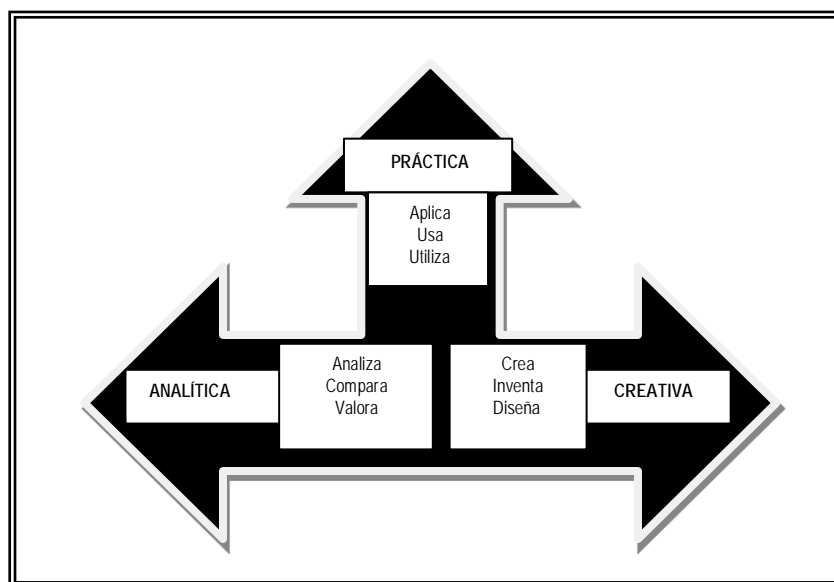 PRÁCTICA
Aplica
Usa
Utiliza
ANALÍTICA
Analiza
Compara
Valora
Crea
Inventa
Diseña
CREATIVA